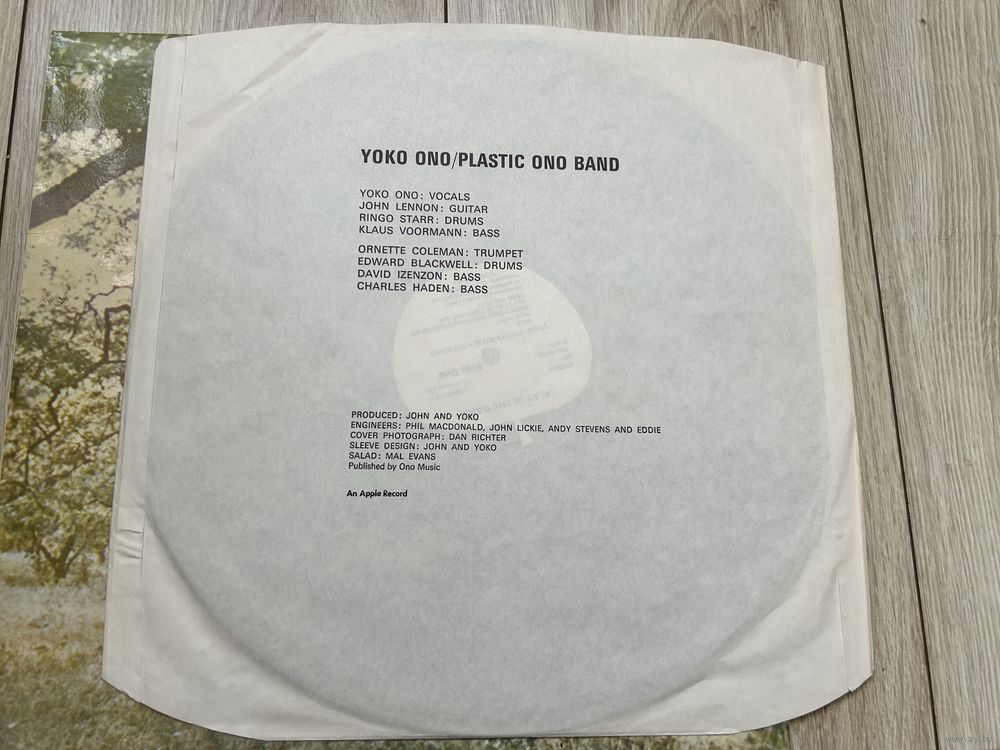 YOKO ONO/PLASTIC ONO BAND
YOKO ONO: VOCALS
JOHN LENNON: GUITAR
RINGO STARR: DRUMS
KLAUS VOORMANN: BASS
ORNETTE COLEMAN: TRUMPET
EDWARD BLACKWELL: DRUMS
DAVID IZENZON: BASS
CHARLES HADEN: BASS
PRODUCED: JOHN AND YOKO
ENGINEERS: PHIL MACDONALD, JOHN LICKIE, ANDY STEVENS AND EDDIE
COVER PHOTOGRAPH: DAN RICHTER
SLEEVE DESIGN: JOHN AND YOKO
SALAD: MAL EVANS
Published by Ono Music
An Apple Record
www.ay.by